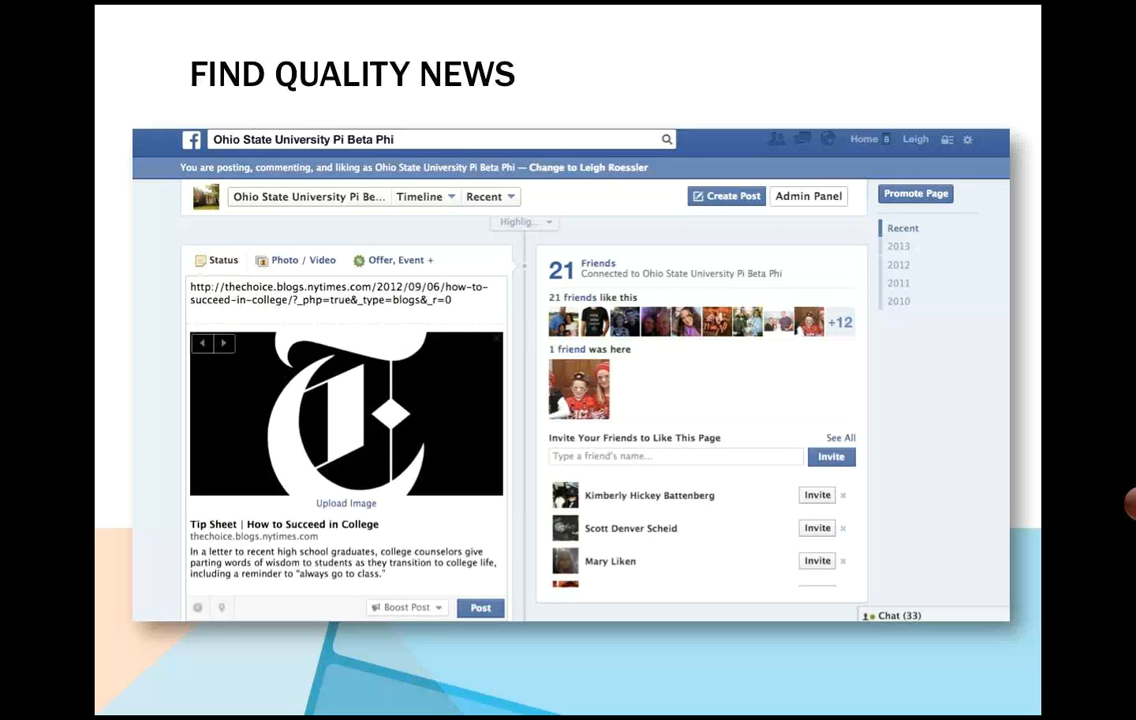 FIND QUALITY NEWS
Ohio State University Pi Beta Phi
Home 8 Leigh
You are posting, commenting, and liking as Ohio State University Pi Beta Phi — Change to Leigh Roessler
Ohio State University Pi Be... Timeline Recent
Create Post Admin Panel
Promote Page
Highlig...
Recent
2013
2012
2011
2010
Status Photo / Video Offer, Event +
http://thechoice.blogs.nytimes.com/2012/09/06/how-to-
succeed-in-college/?_php=true&_type=blogs&_r=0
Upload Image
Tip Sheet | How to Succeed in College
thechoice.blogs.nytimes.com
In a letter to recent high school graduates, college counselors give
parting words of wisdom to students as they transition to college life,
including a reminder to "always go to class."
Boost Post Post
21 Friends
Connected to Ohio State University Pi Beta Phi
21 friends like this
+12
1 friend was here
Invite Your Friends to Like This Page See All
Type a friend's name... Invite
Kimberly Hickey Battenberg Invite
Scott Denver Scheid Invite
Mary Liken Invite
Chat (33)